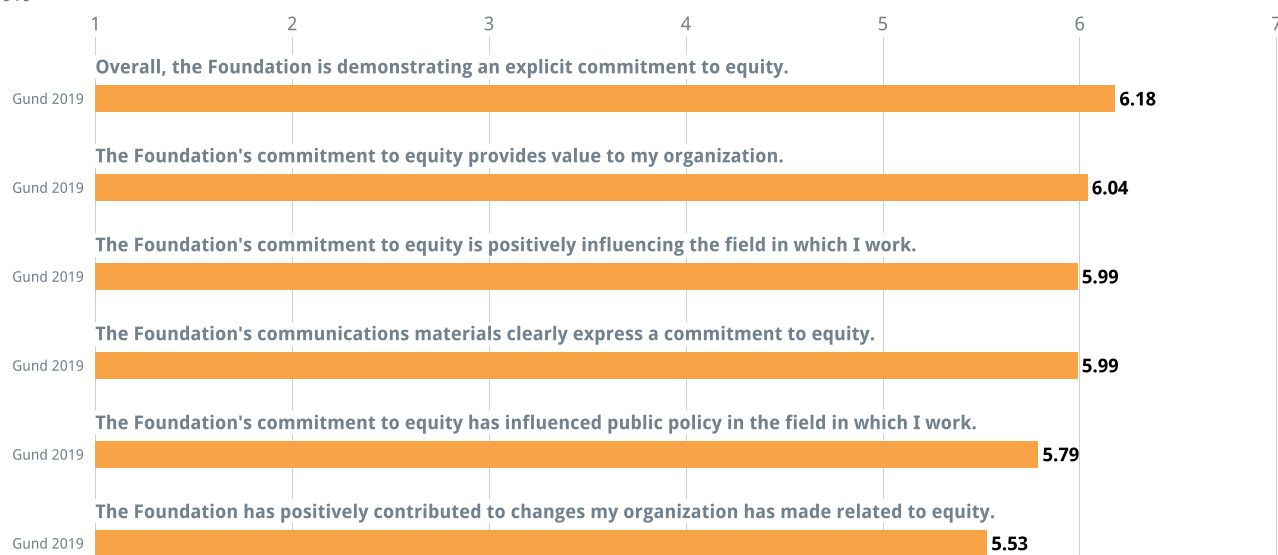 1 2 3 4 5 6 7
Overall, the Foundation is demonstrating an explicit commitment to equity.
Gund 2019 6.18
The Foundation's commitment to equity provides value to my organization.
Gund 2019 6.04
The Foundation's commitment to equity is positively influencing the field in which I work.
Gund 2019 5.99
The Foundation's communications materials clearly express a commitment to equity.
Gund 2019 5.99
The Foundation's commitment to equity has influenced public policy in the field in which I work.
Gund 2019 5.79
The Foundation has positively contributed to changes my organization has made related to equity.
Gund 2019 5.53